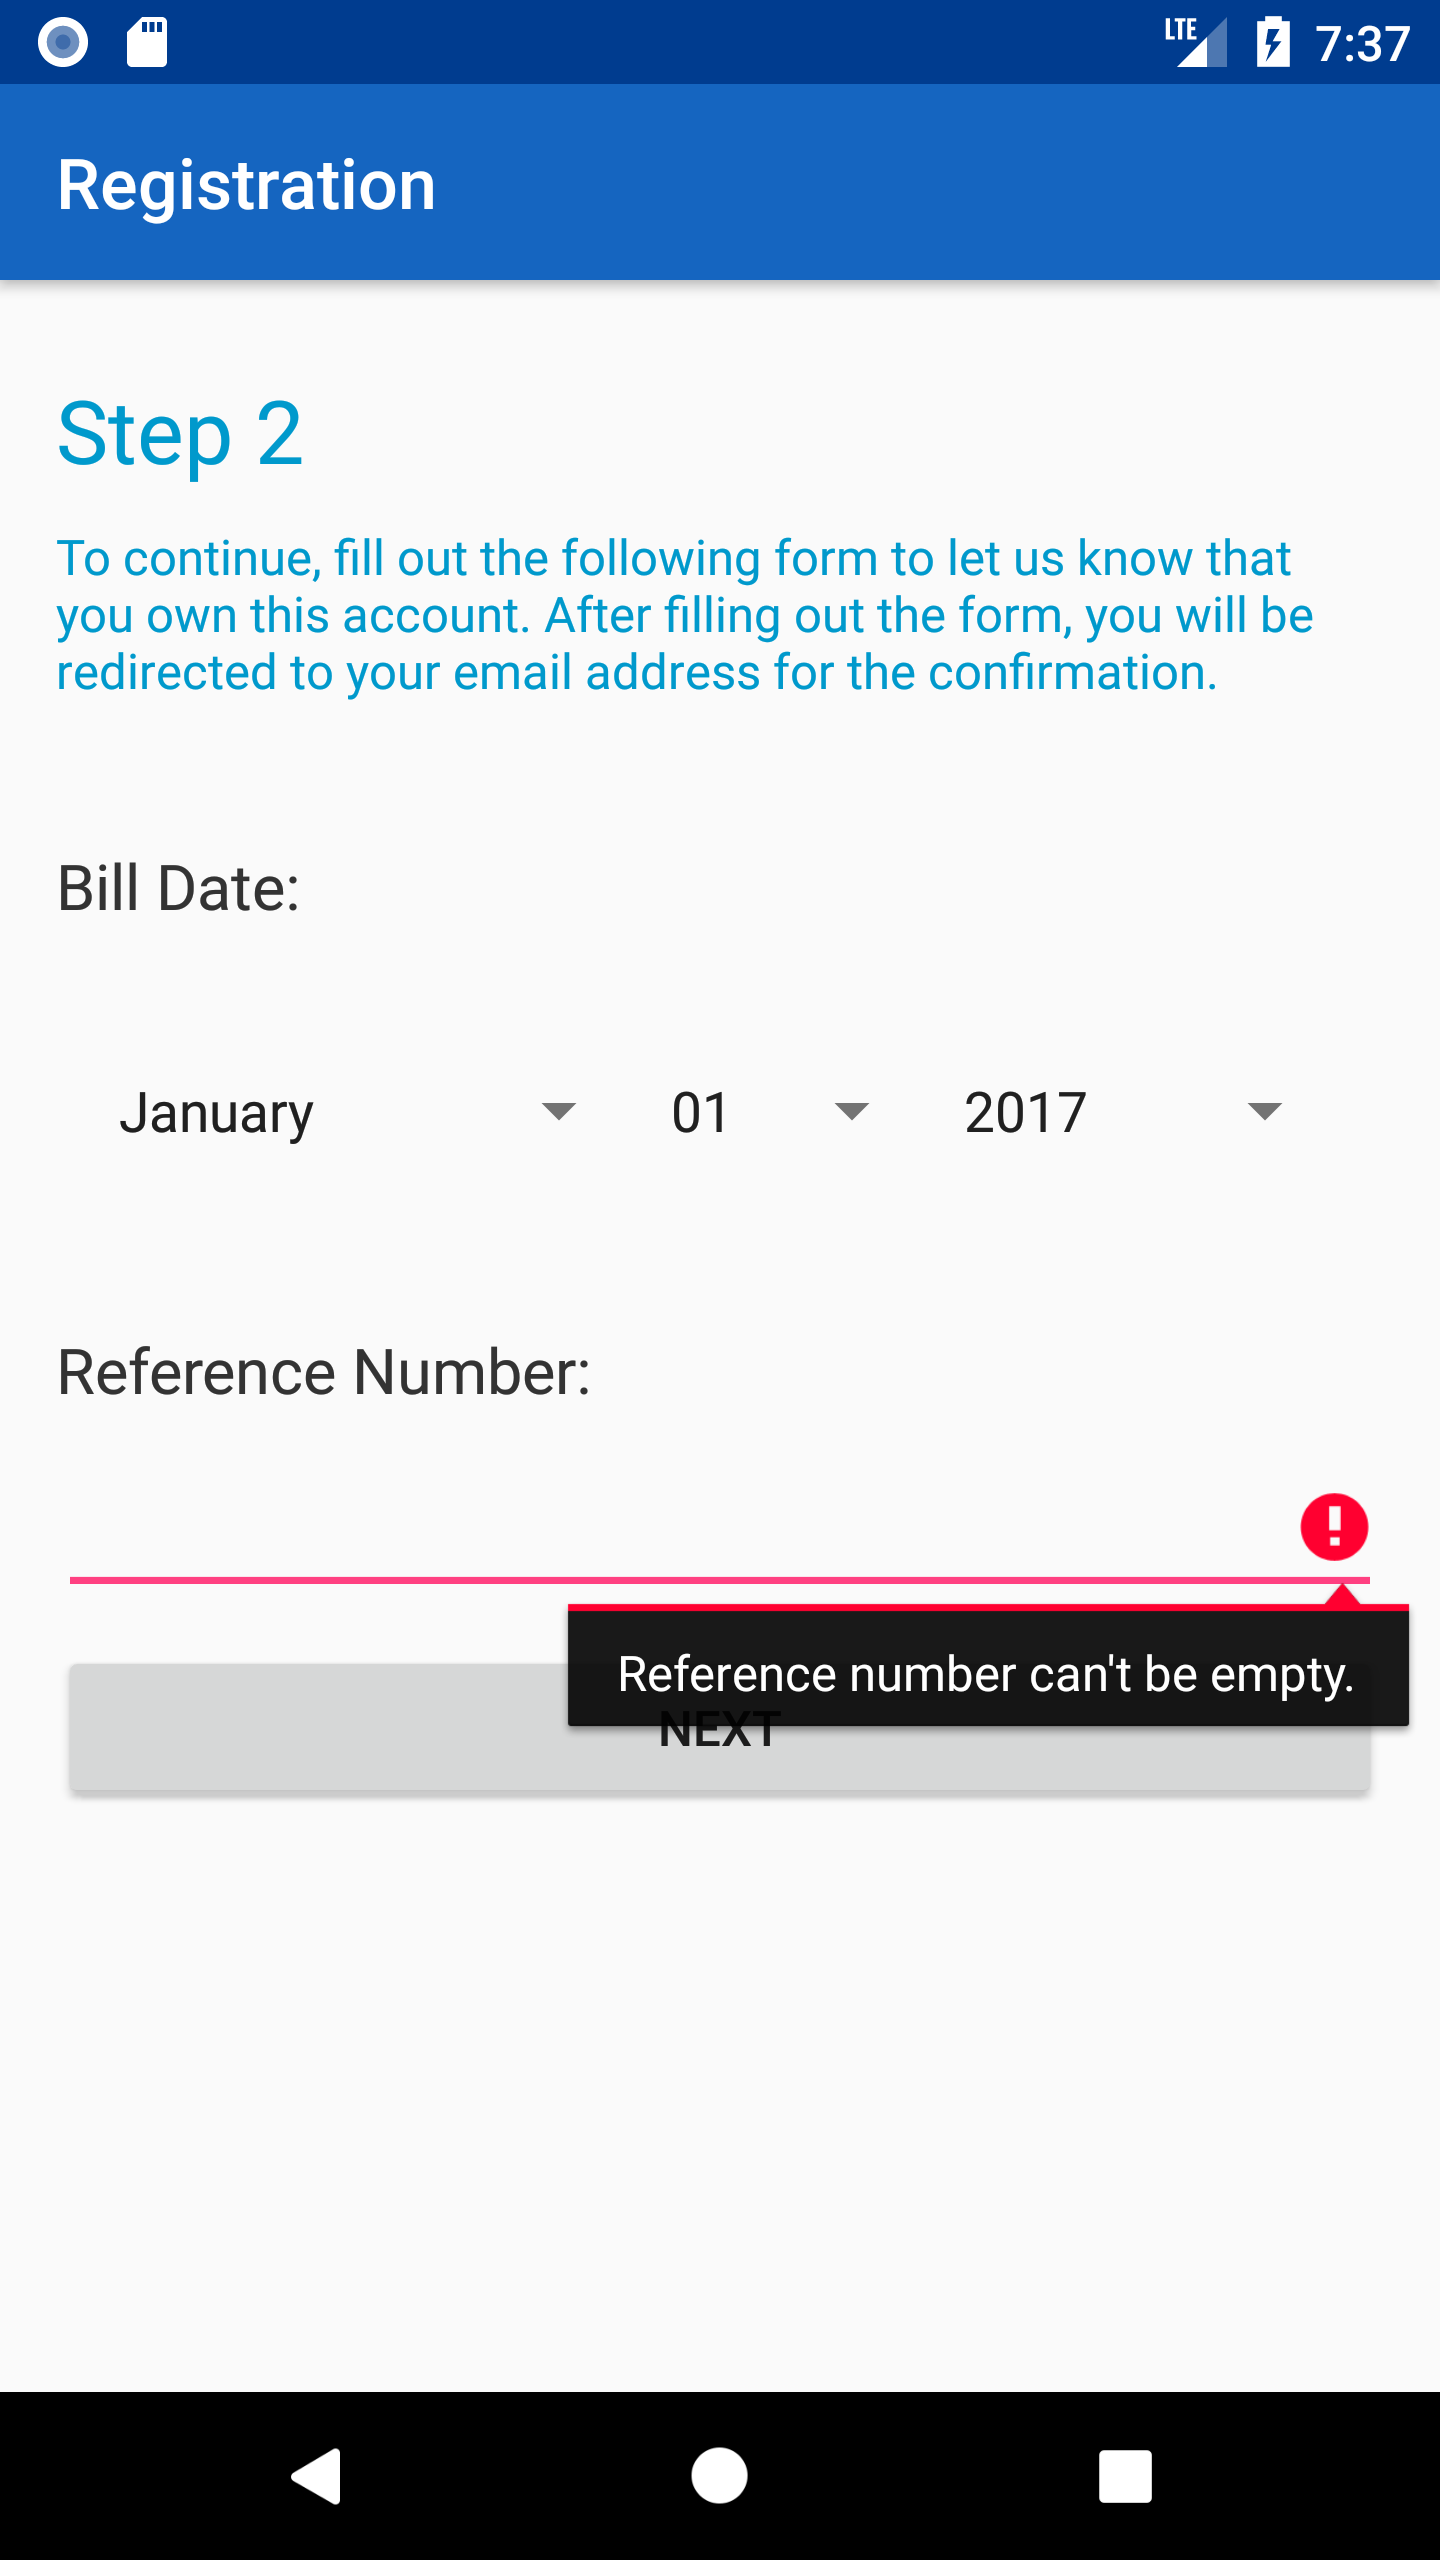 LTE 7:37
Registration
Step 2
To continue, fill out the following form to let us know that
you own this account. After filling out the form, you will be
redirected to your email address for the confirmation.
Bill Date:
January 01 2017
Reference Number:
Reference number can't be empty.
NEXT